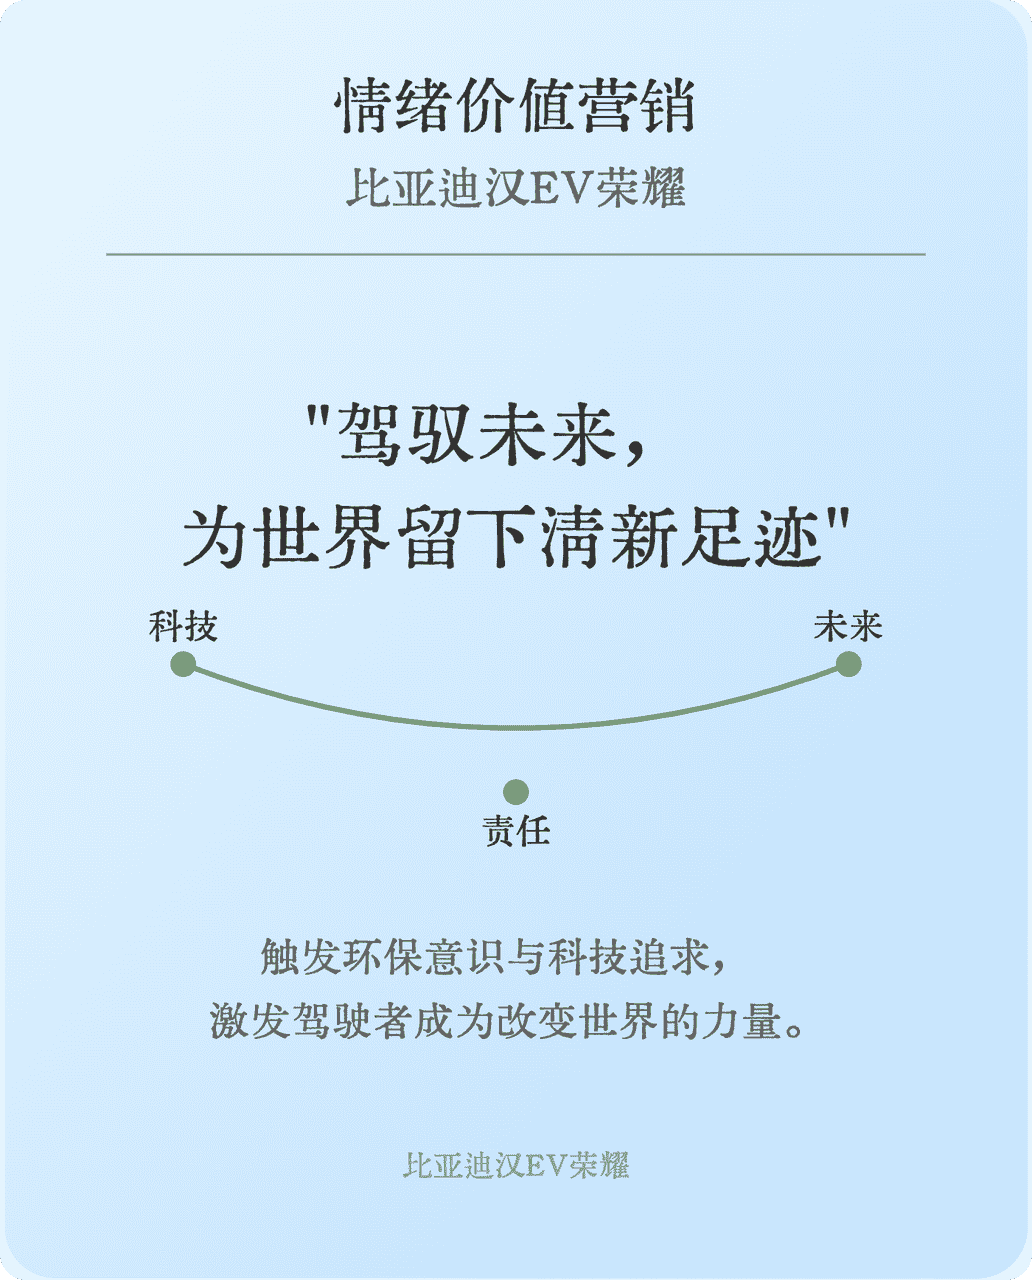 情绪价值营销
比亚迪汉EV荣耀
"驾驭未来，
为世界留下清新足迹"
科技
未来
责任
触发环保意识与科技追求，
激发驾驶者成为改变世界的力量。
比亚迪汉EV荣耀